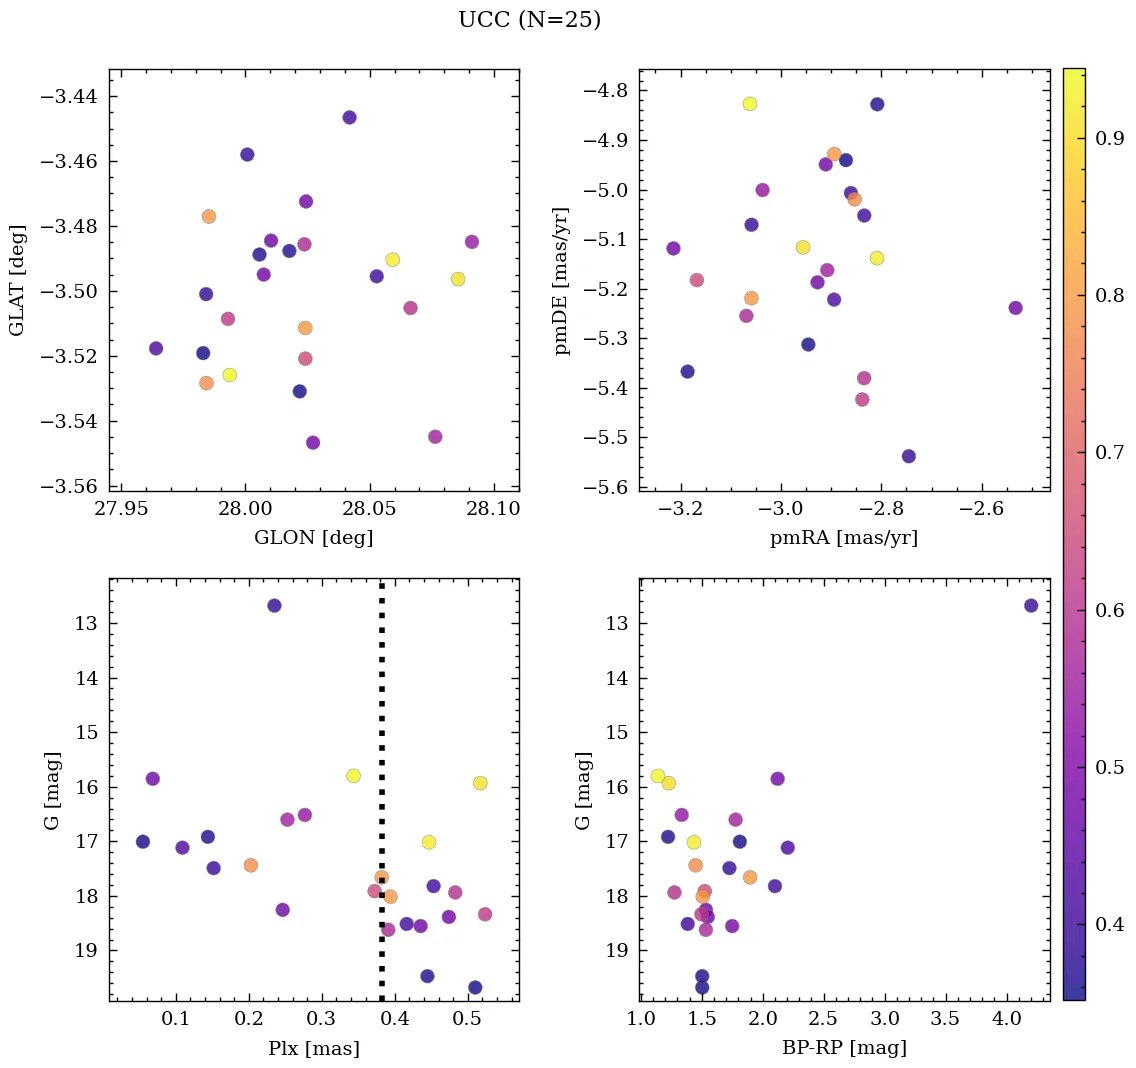 UCC (N=25)
−3.44
−3.46
−3.48
−3.50
−3.52
−3.54
−3.56
GLAT [deg]
27.95 28.00 28.05 28.10
GLON [deg]
−4.8
−4.9
−5.0
−5.1
−5.2
−5.3
−5.4
−5.5
−5.6
pmDE [mas/yr]
−3.2 −3.0 −2.8 −2.6
pmRA [mas/yr]
13
14
15
16
17
18
19
G [mag]
0.1 0.2 0.3 0.4 0.5
Plx [mas]
13
14
15
16
17
18
19
G [mag]
1.0 1.5 2.0 2.5 3.0 3.5 4.0
BP-RP [mag]
0.9
0.8
0.7
0.6
0.5
0.4